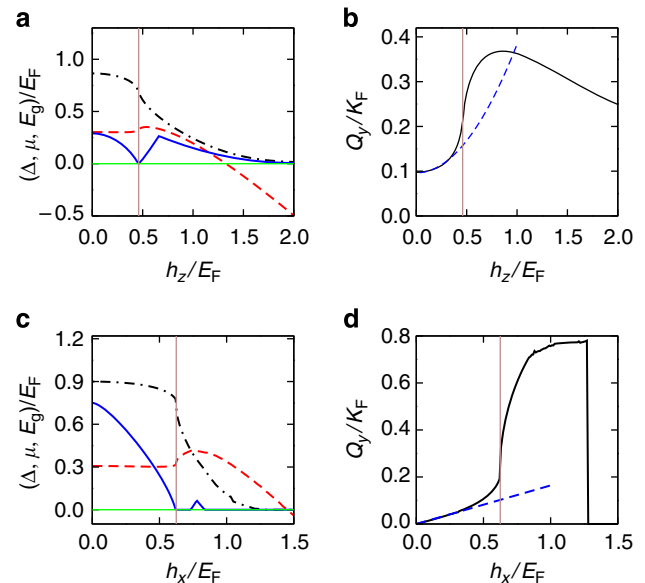 a
(Δ, μ, E_g)/E_F
1.0
0.5
0.0
−0.5
0.0 0.5 1.0 1.5 2.0
h_z/E_F
b
Q_y/K_F
0.4
0.3
0.2
0.1
0.0
0.0 0.5 1.0 1.5 2.0
h_z/E_F
c
(Δ, μ, E_g)/E_F
1.2
0.9
0.6
0.3
0.0
0.0 0.5 1.0 1.5
h_x/E_F
d
Q_y/K_F
0.8
0.6
0.4
0.2
0.0
0.0 0.5 1.0 1.5
h_x/E_F